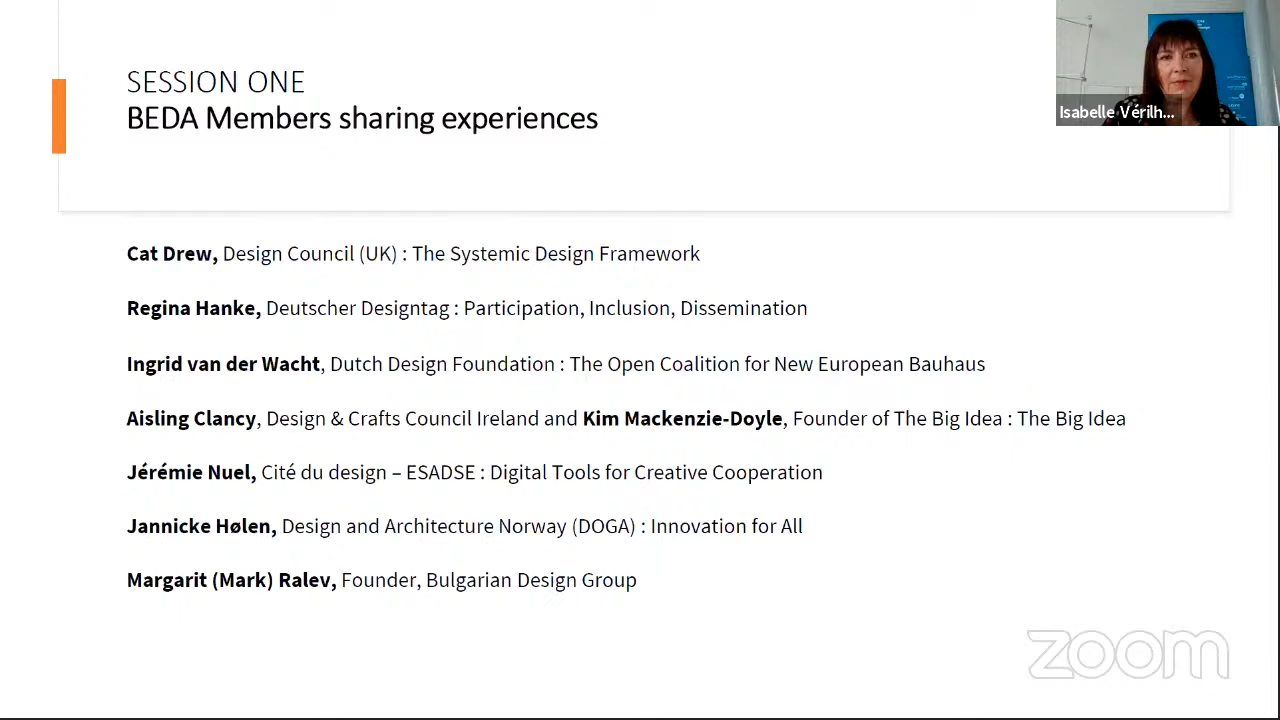 SESSION ONE
BEDA Members sharing experiences
Isabelle Vérilh...
Cat Drew, Design Council (UK) : The Systemic Design Framework
Regina Hanke, Deutscher Designtag : Participation, Inclusion, Dissemination
Ingrid van der Wacht, Dutch Design Foundation : The Open Coalition for New European Bauhaus
Aisling Clancy, Design & Crafts Council Ireland and Kim Mackenzie-Doyle, Founder of The Big Idea : The Big Idea
Jérémie Nuel, Cité du design – ESADSE : Digital Tools for Creative Cooperation
Jannicke Hølen, Design and Architecture Norway (DOGA) : Innovation for All
Margarit (Mark) Ralev, Founder, Bulgarian Design Group
zoom